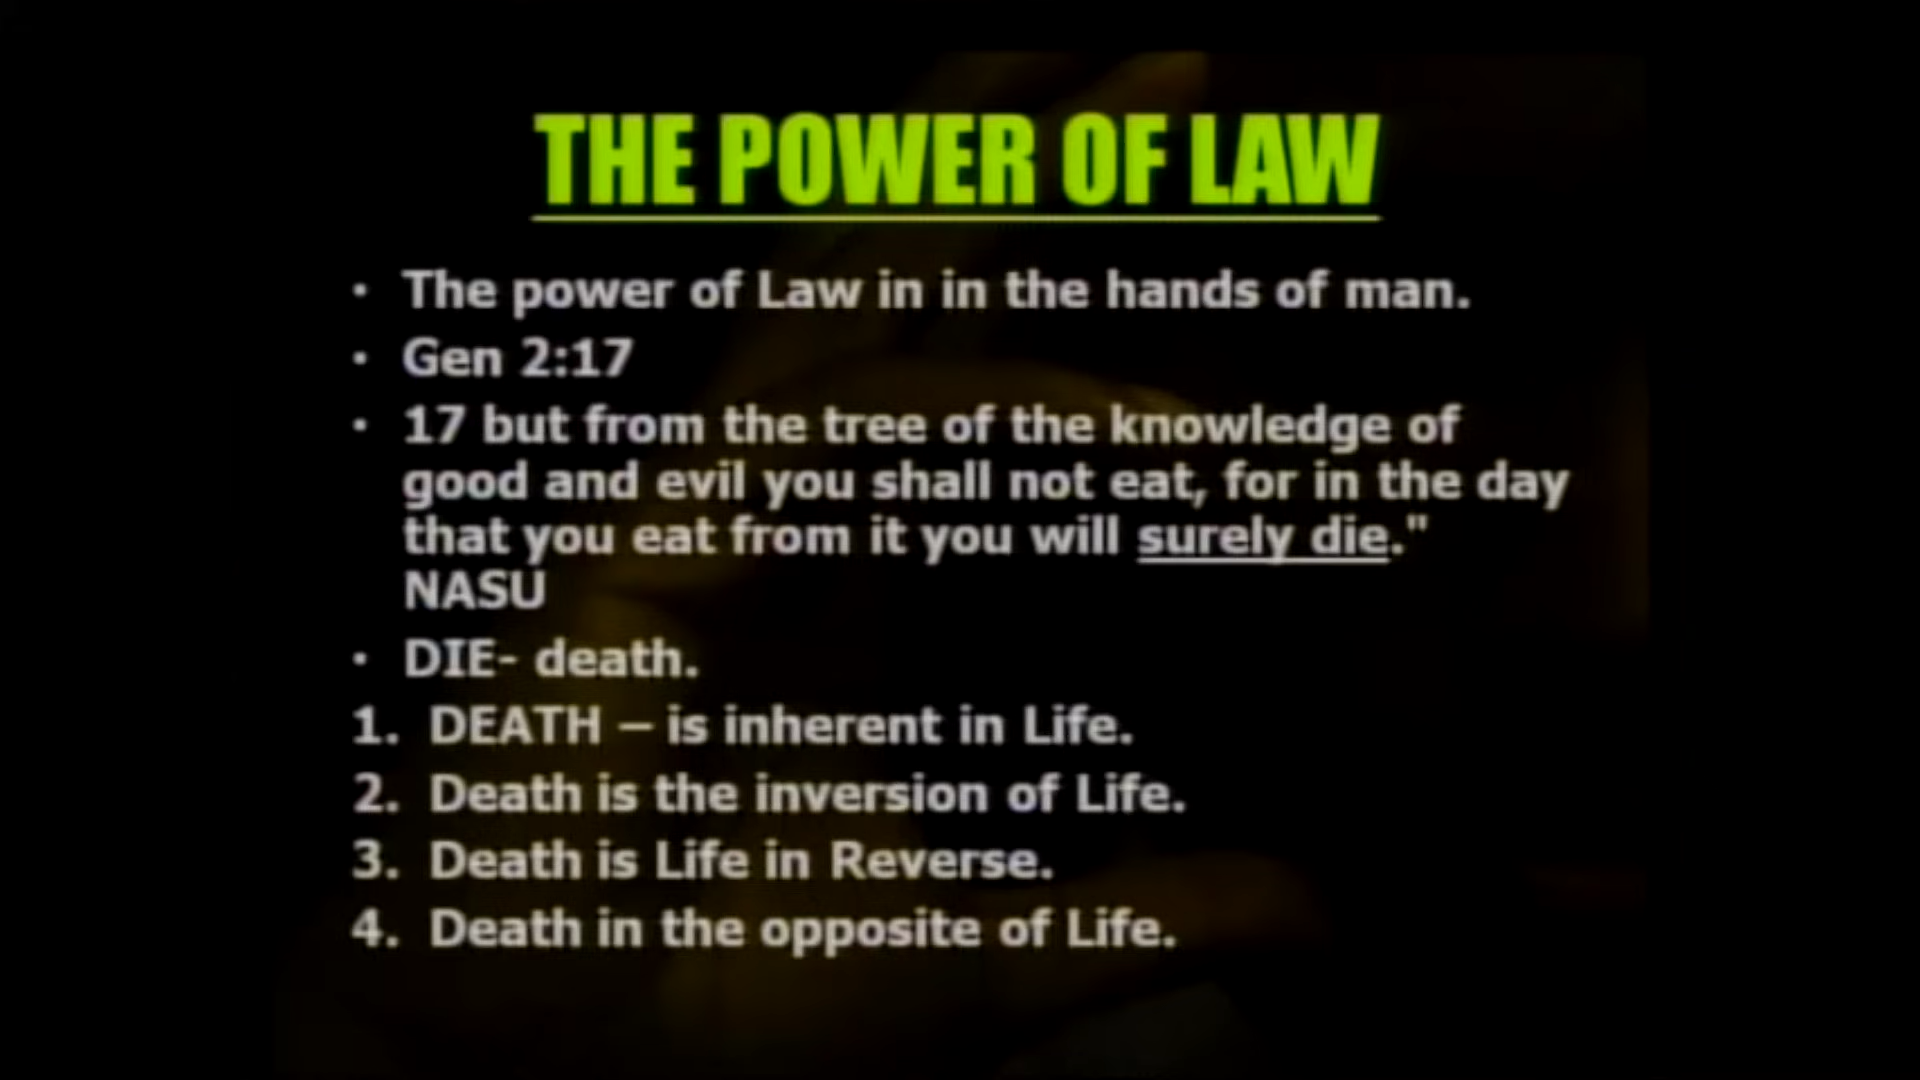 THE POWER OF LAW
• The power of Law in in the hands of man.
• Gen 2:17
• 17 but from the tree of the knowledge of
good and evil you shall not eat, for in the day
that you eat from it you will surely die."
NASU
• DIE- death.
1. DEATH – is inherent in Life.
2. Death is the inversion of Life.
3. Death is Life in Reverse.
4. Death in the opposite of Life.